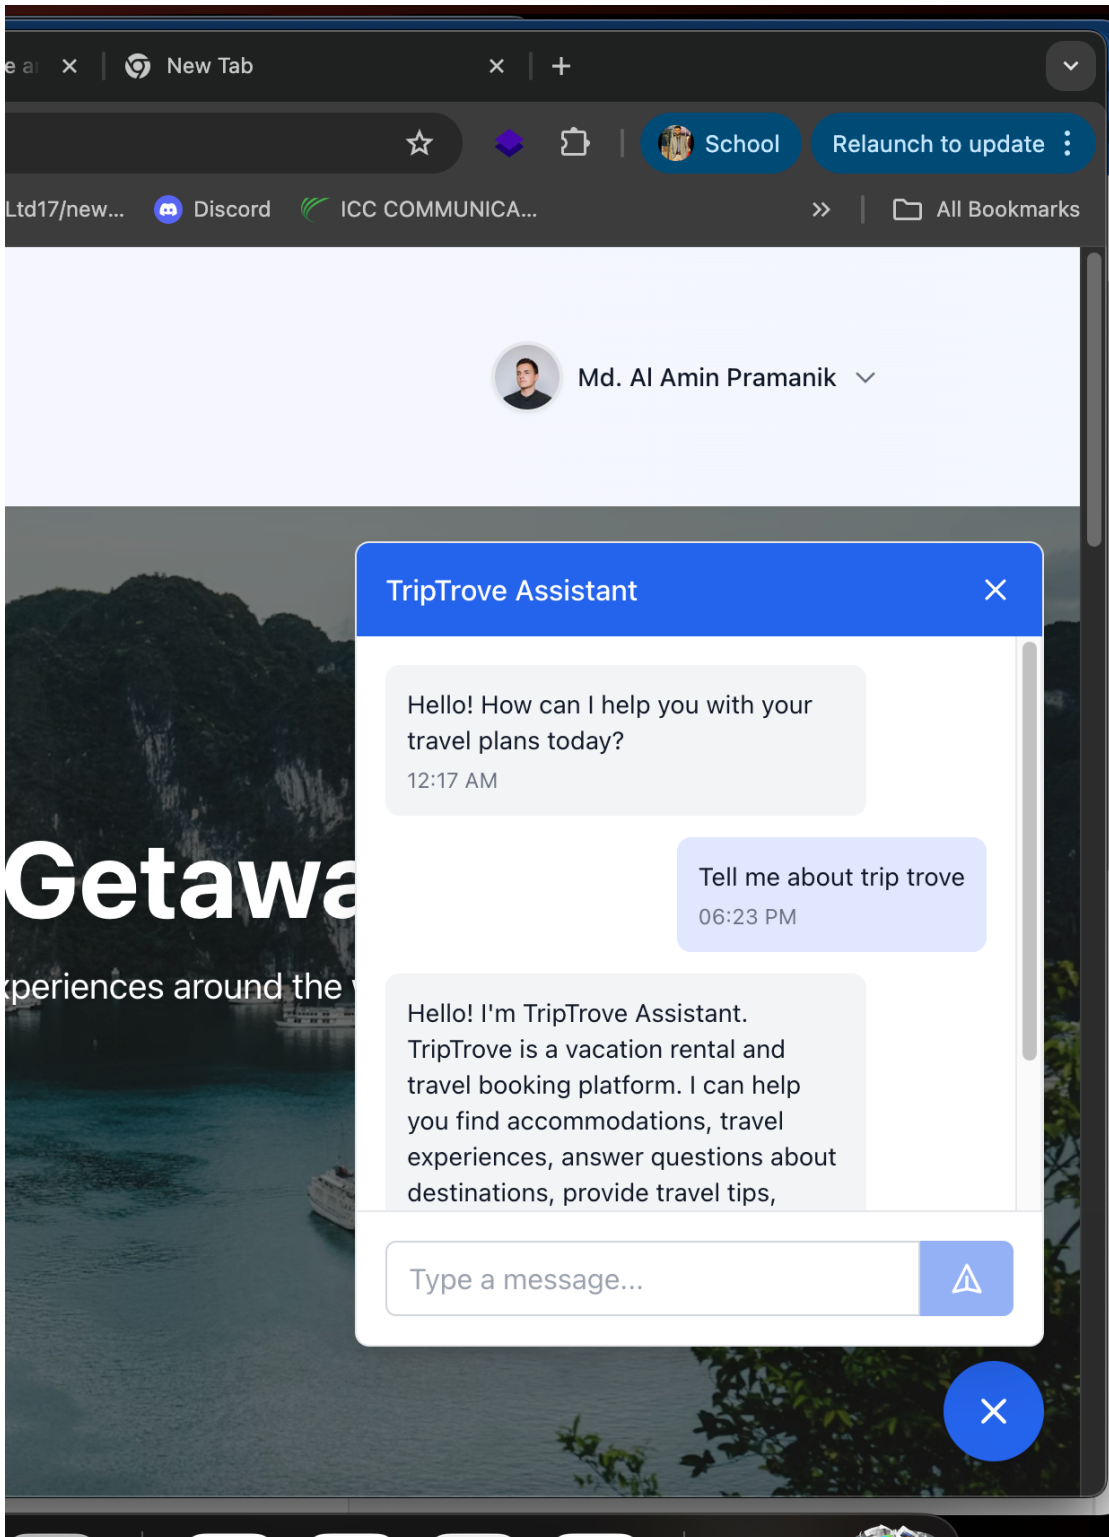 New Tab
School
Relaunch to update
Ltd17/new...
Discord
ICC COMMUNICA...
All Bookmarks
Md. Al Amin Pramanik
Getawa
xperiences around the
TripTrove Assistant
Hello! How can I help you with your
travel plans today?
12:17 AM
Tell me about trip trove
06:23 PM
Hello! I'm TripTrove Assistant.
TripTrove is a vacation rental and
travel booking platform. I can help
you find accommodations, travel
experiences, answer questions about
destinations, provide travel tips,
Type a message...